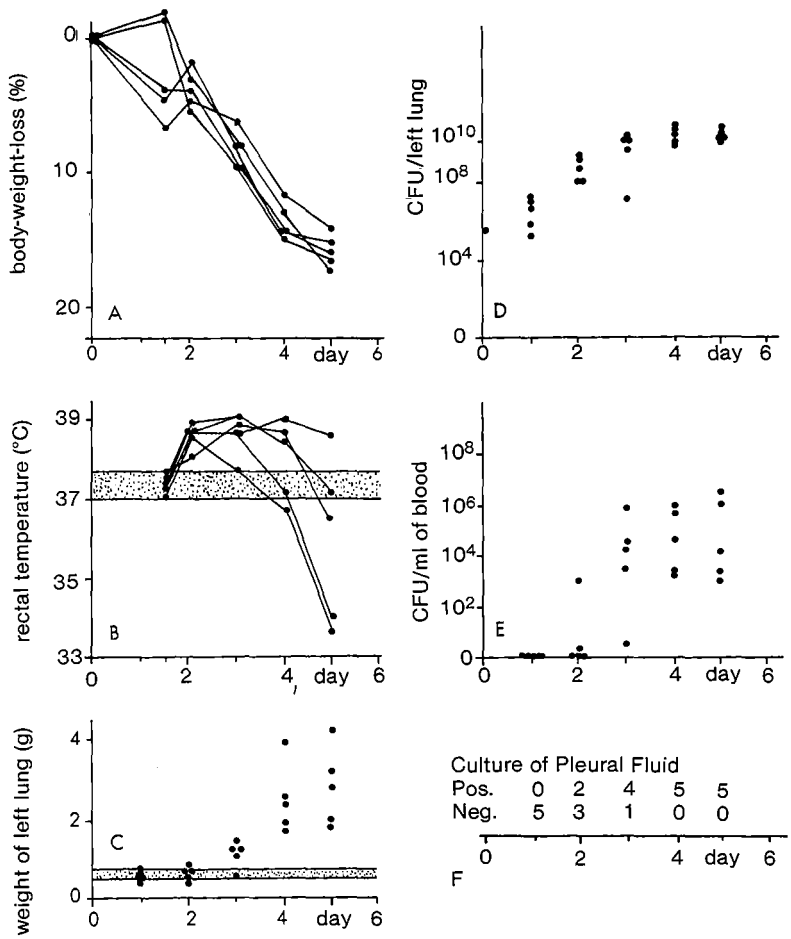 body-weight-loss (%)
0
10
20
A
0 2 4 day 6
rectal temperature (°C)
39
37
35
33
B
0 2 4 day 6
weight of left lung (g)
4
2
0
C
0 2 4 day 6
CFU/left lung
10^10
10^8
10^4
0
D
0 2 4 day 6
CFU/ml of blood
10^8
10^6
10^4
10^2
0
E
0 2 4 day 6
Culture of Pleural Fluid
Pos. 0 2 4 5 5
Neg. 5 3 1 0 0
0 2 4 day 6
F